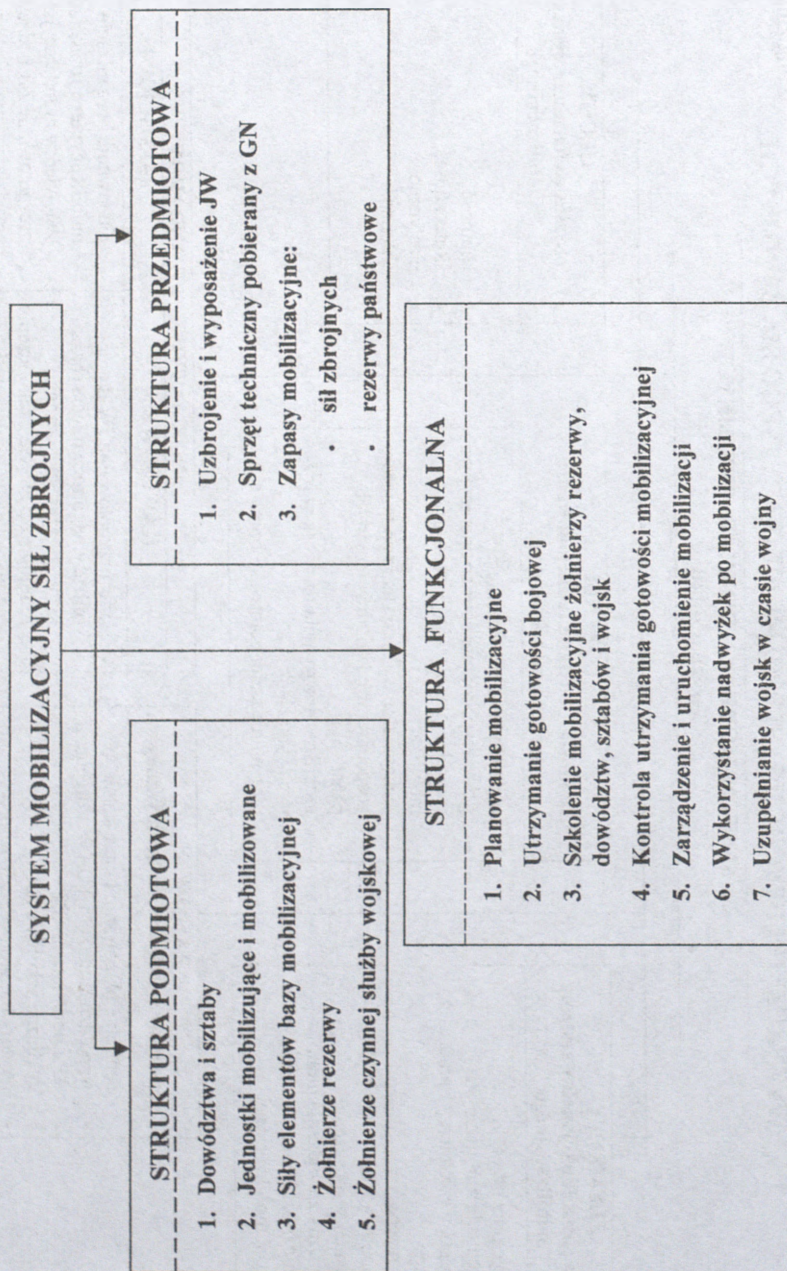 SYSTEM MOBILIZACYJNY SIŁ ZBROJNYCH
STRUKTURA PODMIOTOWA
1. Dowództwa i sztaby
2. Jednostki mobilizujące i mobilizowane
3. Siły elementów bazy mobilizacyjnej
4. Żołnierze rezerwy
5. Żołnierze czynnej służby wojskowej
STRUKTURA PRZEDMIOTOWA
1. Uzbrojenie i wyposażenie JW
2. Sprzęt techniczny pobierany z GN
3. Zapasy mobilizacyjne:
• sił zbrojnych
• rezerwy państwowe
STRUKTURA FUNKCJONALNA
1. Planowanie mobilizacyjne
2. Utrzymanie gotowości bojowej
3. Szkolenie mobilizacyjne żołnierzy rezerwy,
dowództw, sztabów i wojsk
4. Kontrola utrzymania gotowości mobilizacyjnej
5. Zarządzenie i uruchomienie mobilizacji
6. Wykorzystanie nadwyżek po mobilizacji
7. Uzupełnianie wojsk w czasie wojny